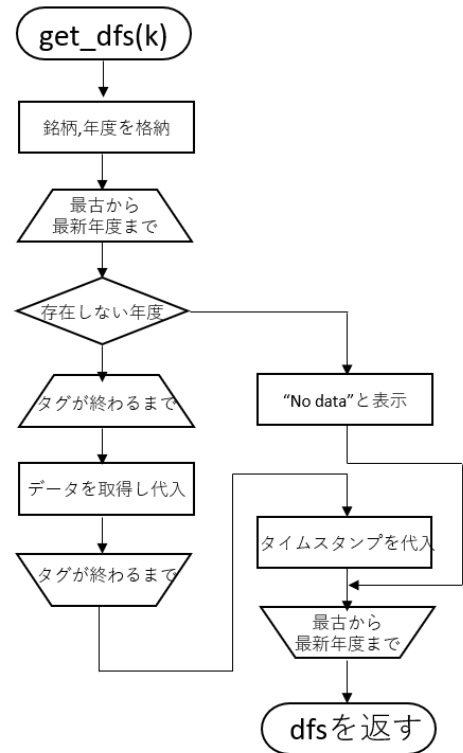 get_dfs(k)
銘柄,年度を格納
最古から
最新年度まで
存在しない年度
タグが終わるまで
データを取得し代入
タグが終わるまで
“No data”と表示
タイムスタンプを代入
最古から
最新年度まで
dfsを返す